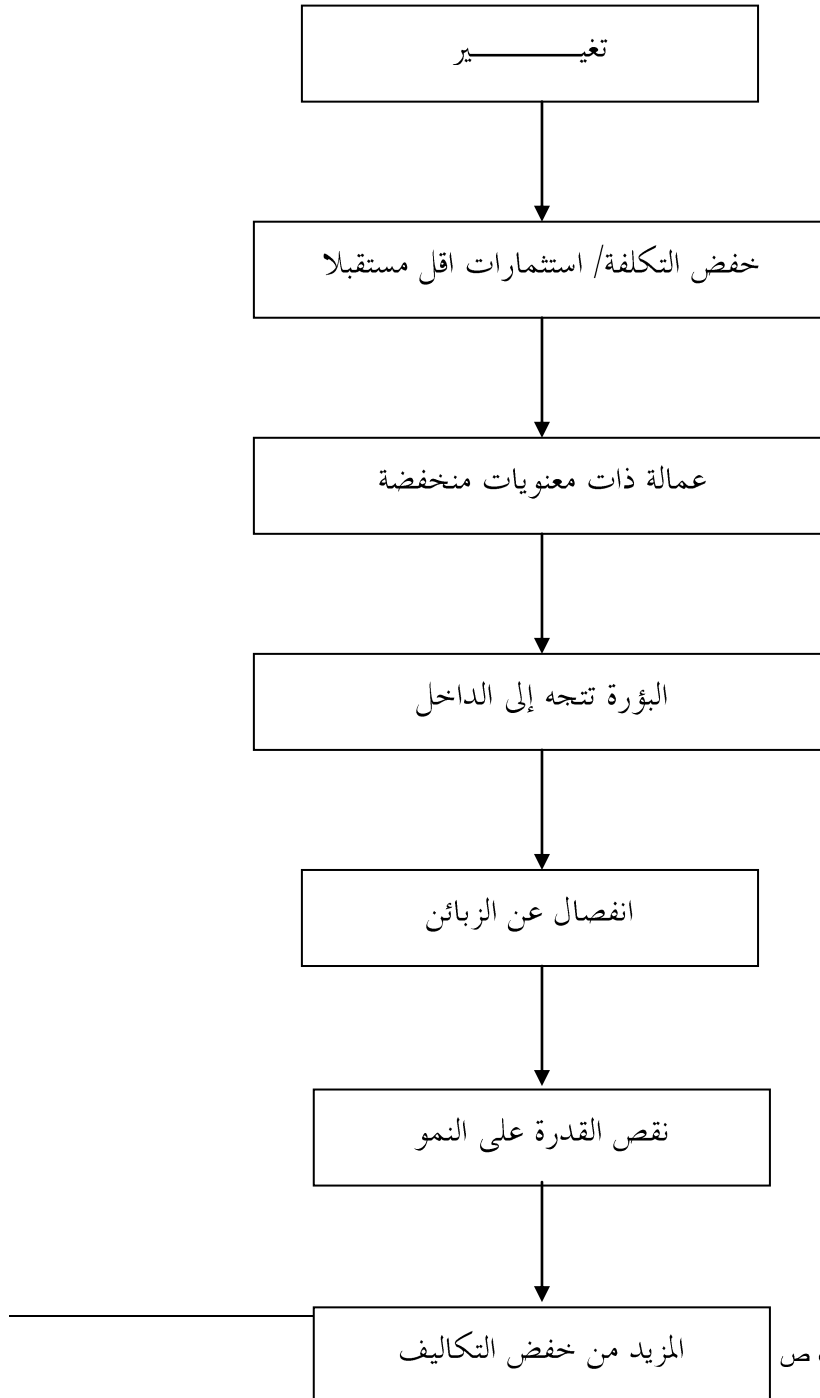 تغيــــــــــــير
خفض التكلفة/ استثمارات اقل مستقبلا
عمالة ذات معنويات منخفضة
البؤرة تتجه إلى الداخل
انفصال عن الزبائن
نقص القدرة على النمو
المزيد من خفض التكاليف
ص